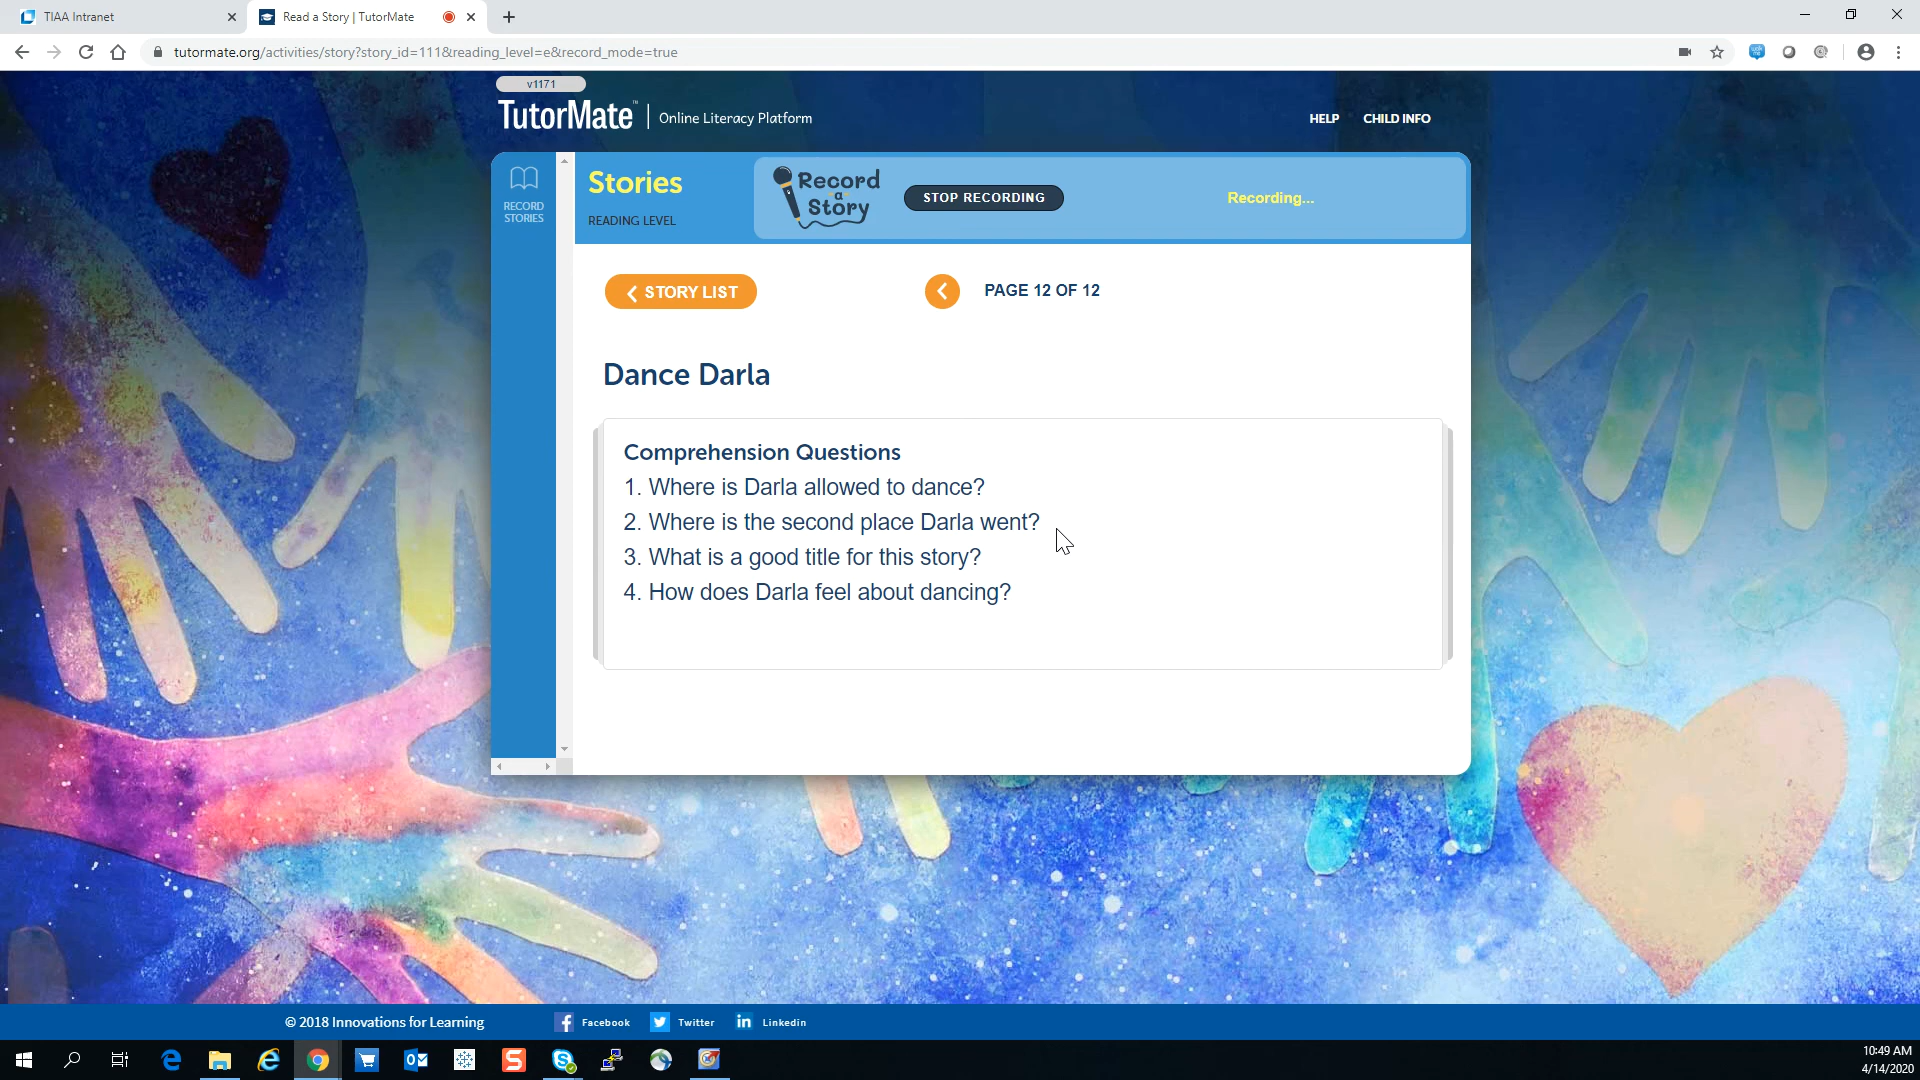 TIAA Intranet
Read a Story | TutorMate
tutormate.org/activities/story?story_id=111&reading_level=e&record_mode=true
v1171
TutorMate™ | Online Literacy Platform
HELP CHILD INFO
RECORD
STORIES
Stories
READING LEVEL
Record
a
Story
STOP RECORDING
Recording...
STORY LIST
PAGE 12 OF 12
Dance Darla
Comprehension Questions
1. Where is Darla allowed to dance?
2. Where is the second place Darla went?
3. What is a good title for this story?
4. How does Darla feel about dancing?
© 2018 Innovations for Learning
Facebook
Twitter
Linkedin
10:49 AM
4/14/2020